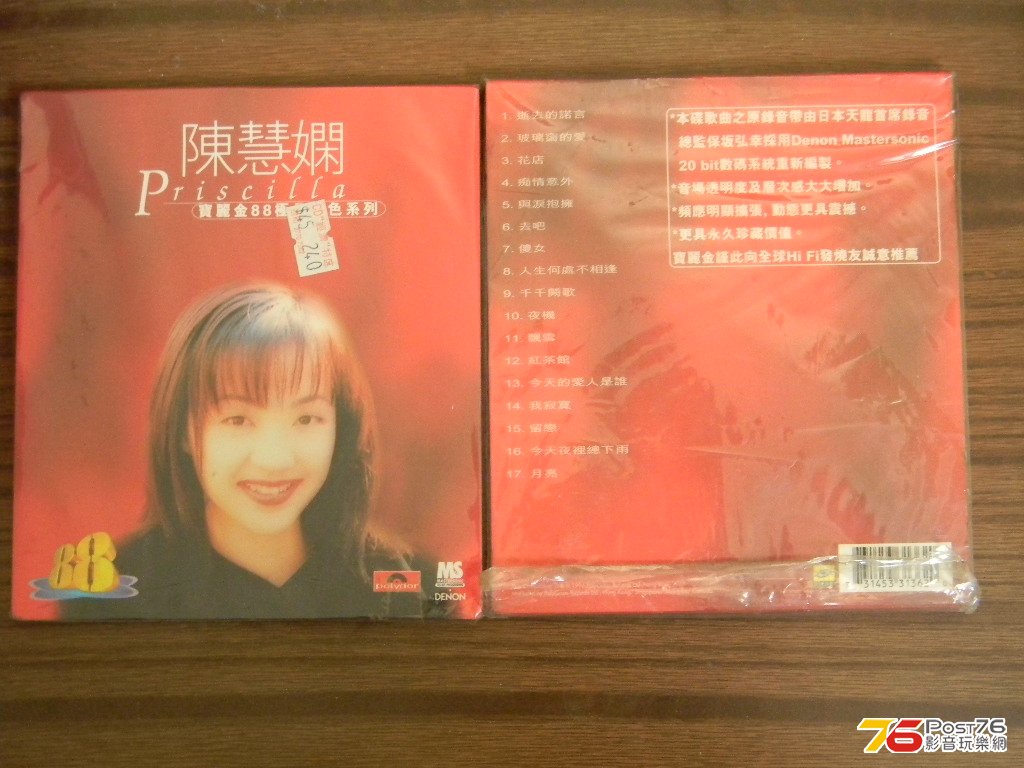 陳慧嫻
Priscilla
寶麗金88極 色系列
$45 240
88
polydor
MS
DENON
1. 逝去的諾言
2. 玻璃窗的愛
3. 花店
4. 痴情意外
5. 與淚抱擁
6. 去吧
7. 傻女
8. 人生何處不相逢
9. 千千闋歌
10. 夜機
11. 飄雪
12. 紅茶館
13. 今天的愛人是誰
14. 我寂寞
15. 留戀
16. 今天夜裡總下雨
17. 月亮
*本碟歌曲之原錄音帶由日本天龍首席錄音
總監保坂弘幸採用Denon Mastersonic
20 bit數碼系統重新編製。
*音場透明度及層次感大大增加。
*頻應明顯擴張, 動態更具震撼。
*更具永久珍藏價值。
寶麗金謹此向全球Hi Fi發燒友誠意推薦
7 31453 3136
76 Post76
影音玩樂網